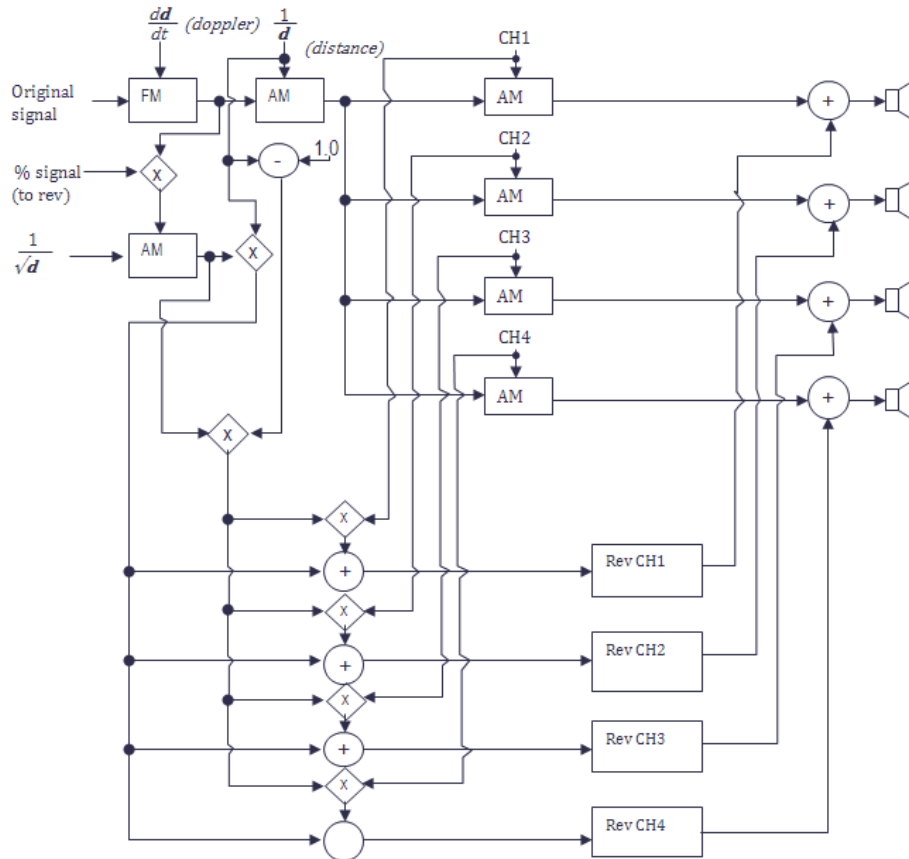 dd/dt (doppler)
1/d (distance)
CH1
Original signal
FM
AM
AM
+
CH2
1.0
-
% signal (to rev)
X
AM
+
1/√d
AM
X
CH3
AM
+
CH4
AM
+
X
X
+
Rev CH1
X
+
Rev CH2
X
+
Rev CH3
X
Rev CH4